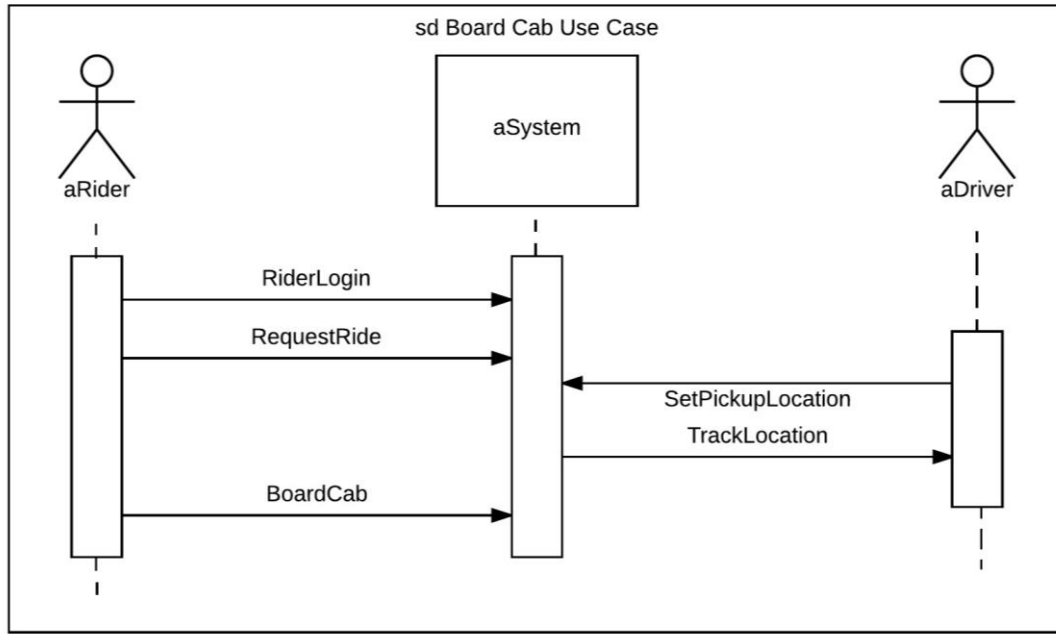 sd Board Cab Use Case
aSystem
aRider
aDriver
RiderLogin
RequestRide
SetPickupLocation
TrackLocation
BoardCab